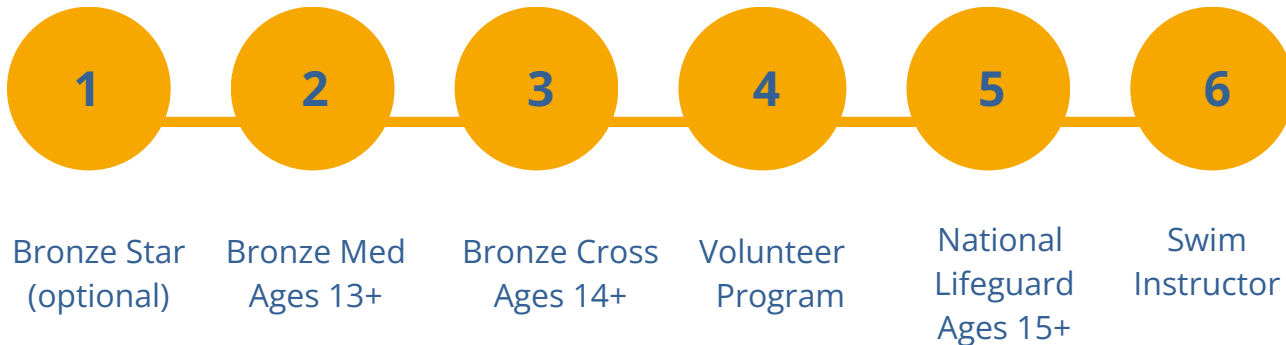 1
2
3
4
5
6
Bronze Star
(optional)
Bronze Med
Ages 13+
Bronze Cross
Ages 14+
Volunteer
Program
National
Lifeguard
Ages 15+
Swim
Instructor